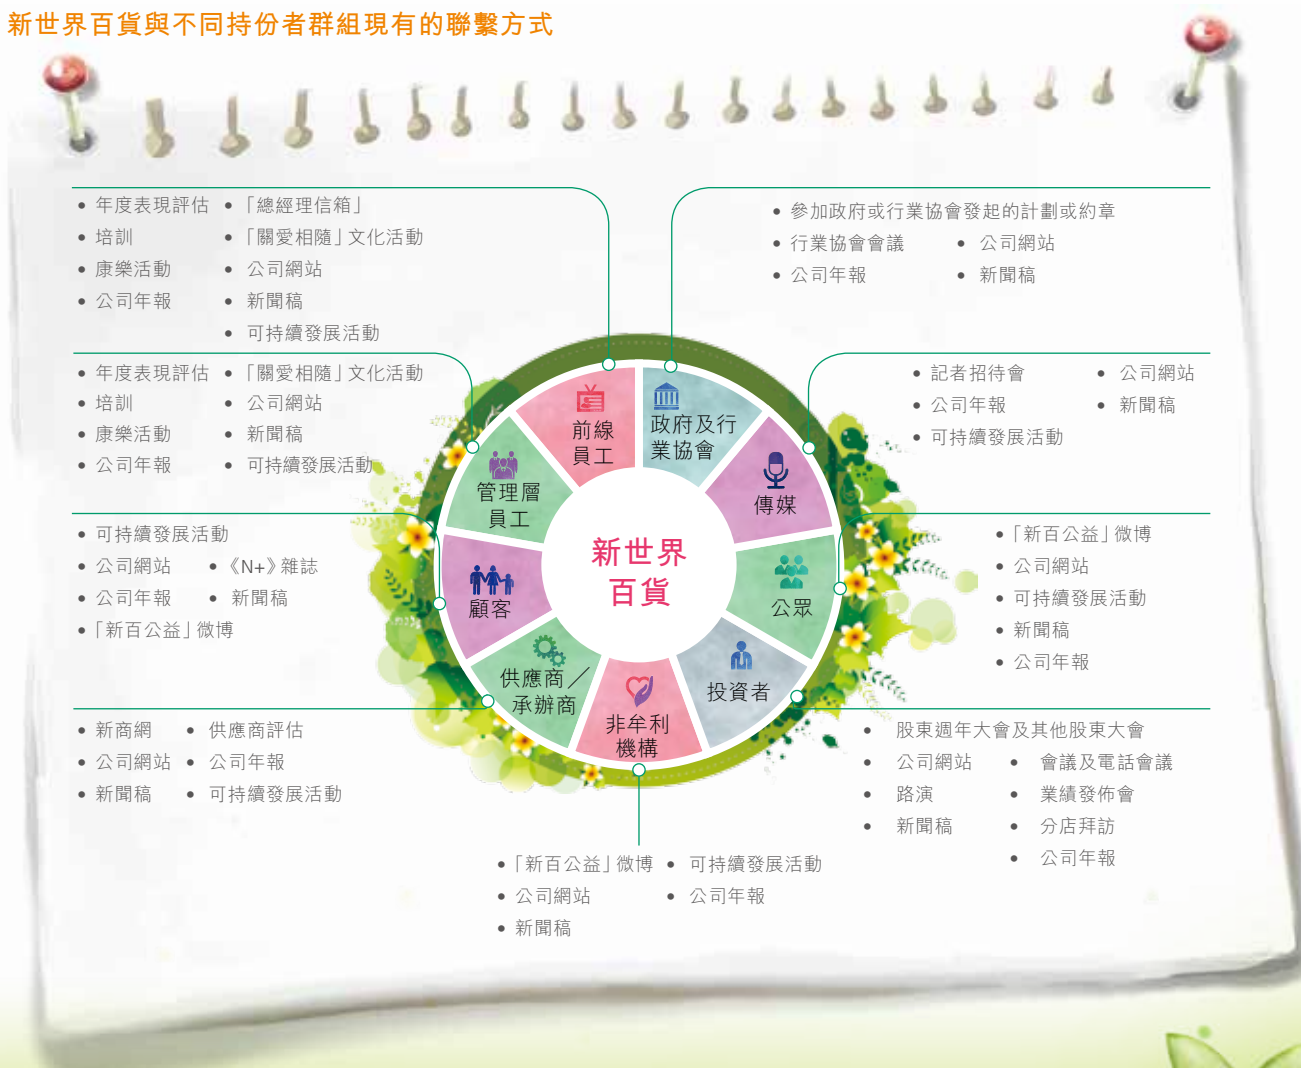 新世界百貨與不同持份者群組現有的聯繫方式
• 年度表現評估 • 「總經理信箱」
• 培訓 • 「關愛相隨」文化活動
• 康樂活動 • 公司網站
• 公司年報 • 新聞稿
• 可持續發展活動
• 參加政府或行業協會發起的計劃或約章
• 行業協會會議 • 公司網站
• 公司年報 • 新聞稿
• 年度表現評估 • 「關愛相隨」文化活動
• 培訓 • 公司網站
• 康樂活動 • 新聞稿
• 公司年報 • 可持續發展活動
• 記者招待會 • 公司網站
• 公司年報 • 新聞稿
• 可持續發展活動
前線
員工
政府及行
業協會
管理層
員工
傳媒
新世界
百貨
顧客
公眾
供應商／
承辦商
投資者
非牟利
機構
• 可持續發展活動
• 公司網站 • 《N+》雜誌
• 公司年報 • 新聞稿
• 「新百公益」微博
• 「新百公益」微博
• 公司網站
• 可持續發展活動
• 新聞稿
• 公司年報
• 新商網 • 供應商評估
• 公司網站 • 公司年報
• 新聞稿 • 可持續發展活動
• 股東週年大會及其他股東大會
• 公司網站 • 會議及電話會議
• 路演 • 業績發佈會
• 新聞稿 • 分店拜訪
• 公司年報
• 「新百公益」微博 • 可持續發展活動
• 公司網站 • 公司年報
• 新聞稿